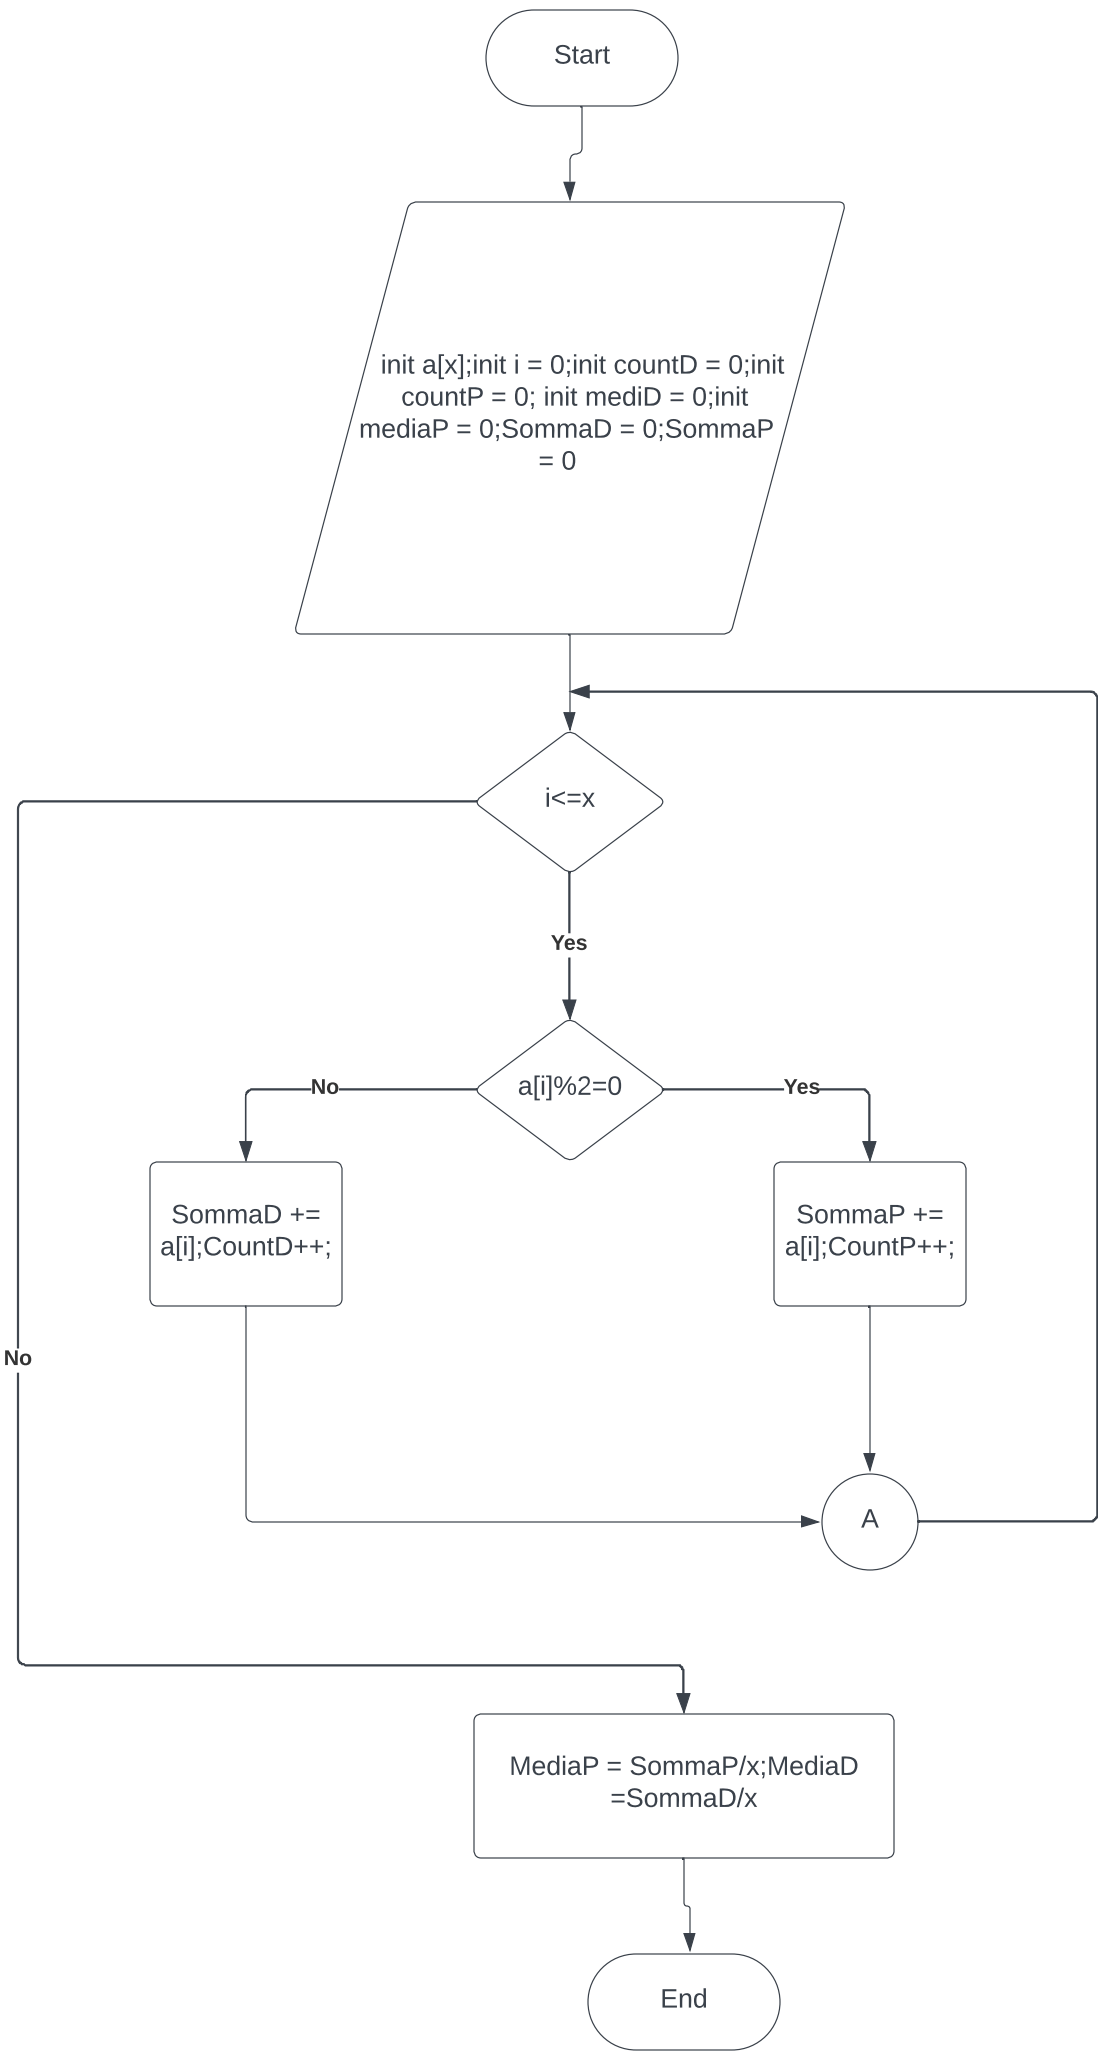 Start
init a[x];init i = 0;init countD = 0;init
countP = 0; init mediD = 0;init
mediaP = 0;SommaD = 0;SommaP
= 0
i<=x
Yes
a[i]%2=0
No
Yes
SommaD +=
a[i];CountD++;
SommaP +=
a[i];CountP++;
No
A
MediaP = SommaP/x;MediaD
=SommaD/x
End